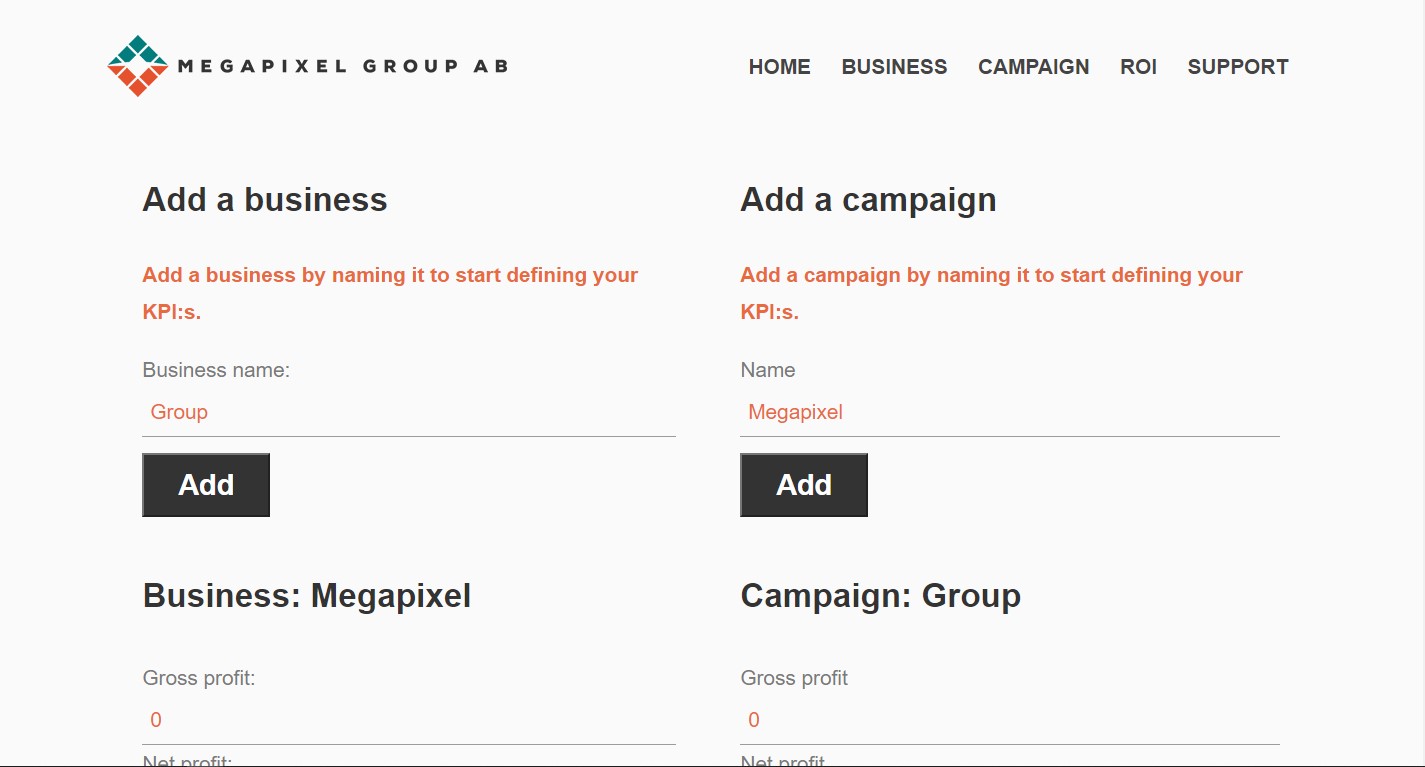 MEGAPIXEL GROUP AB
HOME BUSINESS CAMPAIGN ROI SUPPORT
Add a business
Add a business by naming it to start defining your
KPI:s.
Business name:
Group
Add
Business: Megapixel
Gross profit:
0
Net profit:
Add a campaign
Add a campaign by naming it to start defining your
KPI:s.
Name
Megapixel
Add
Campaign: Group
Gross profit
0
Net profit